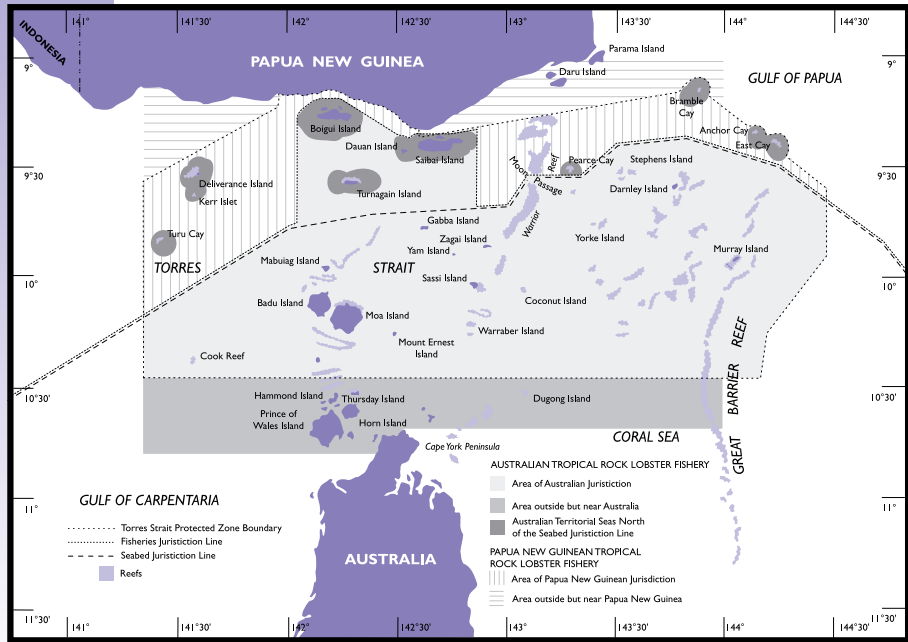 141°
141°30'
142°
142°30'
143°
143°30'
144°
144°30'
INDONESIA
9°
9°
PAPUA NEW GUINEA
Parama Island
Daru Island
GULF OF PAPUA
Bramble
Cay
Boigui Island
Anchor Cay
Dauan Island
East Cay
Saibai Island
Moon
Passage
Reef
Warrior
Pearce Cay
Stephens Island
9°30'
9°30'
Deliverance Island
Kerr Islet
Turnagain Island
Darnley Island
Gabba Island
Turu Cay
Zagai Island
Yorke Island
Yam Island
Murray Island
Mabuiag Island
TORRES
STRAIT
Sassi Island
10°
10°
Badu Island
Coconut Island
Moa Island
Warraber Island
Mount Ernest
Island
Cook Reef
GREAT BARRIER REEF
10°30'
10°30'
Hammond Island
Thursday Island
Dugong Island
Prince of
Wales Island
Horn Island
CORAL SEA
Cape York Peninsula
AUSTRALIAN TROPICAL ROCK LOBSTER FISHERY
Area of Australian Juristiction
Area outside but near Australia
Australian Territorial Seas North
of the Seabed Juristiction Line
PAPUA NEW GUINEAN TROPICAL
ROCK LOBSTER FISHERY
Area of Papua New Guinean Jurisdiction
Area outside but near Papua New Guinea
GULF OF CARPENTARIA
11°
11°
Torres Strait Protected Zone Boundary
Fisheries Juristiction Line
Seabed Juristiction Line
Reefs
AUSTRALIA
11°30'
11°30'
141°
141°30'
142°
142°30'
143°
143°30'
144°
144°30'